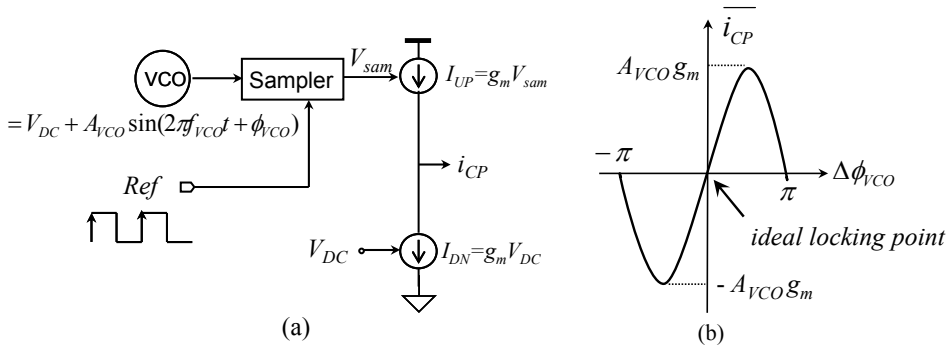 VCO
Sampler
V_sam
I_UP=g_mV_sam
= V_DC + A_VCO sin(2πf_VCO t + ϕ_VCO)
Ref
i_CP
V_DC
I_DN=g_mV_DC
(a)
i_CP
A_VCO g_m
-π
π
Δϕ_VCO
ideal locking point
- A_VCO g_m
(b)